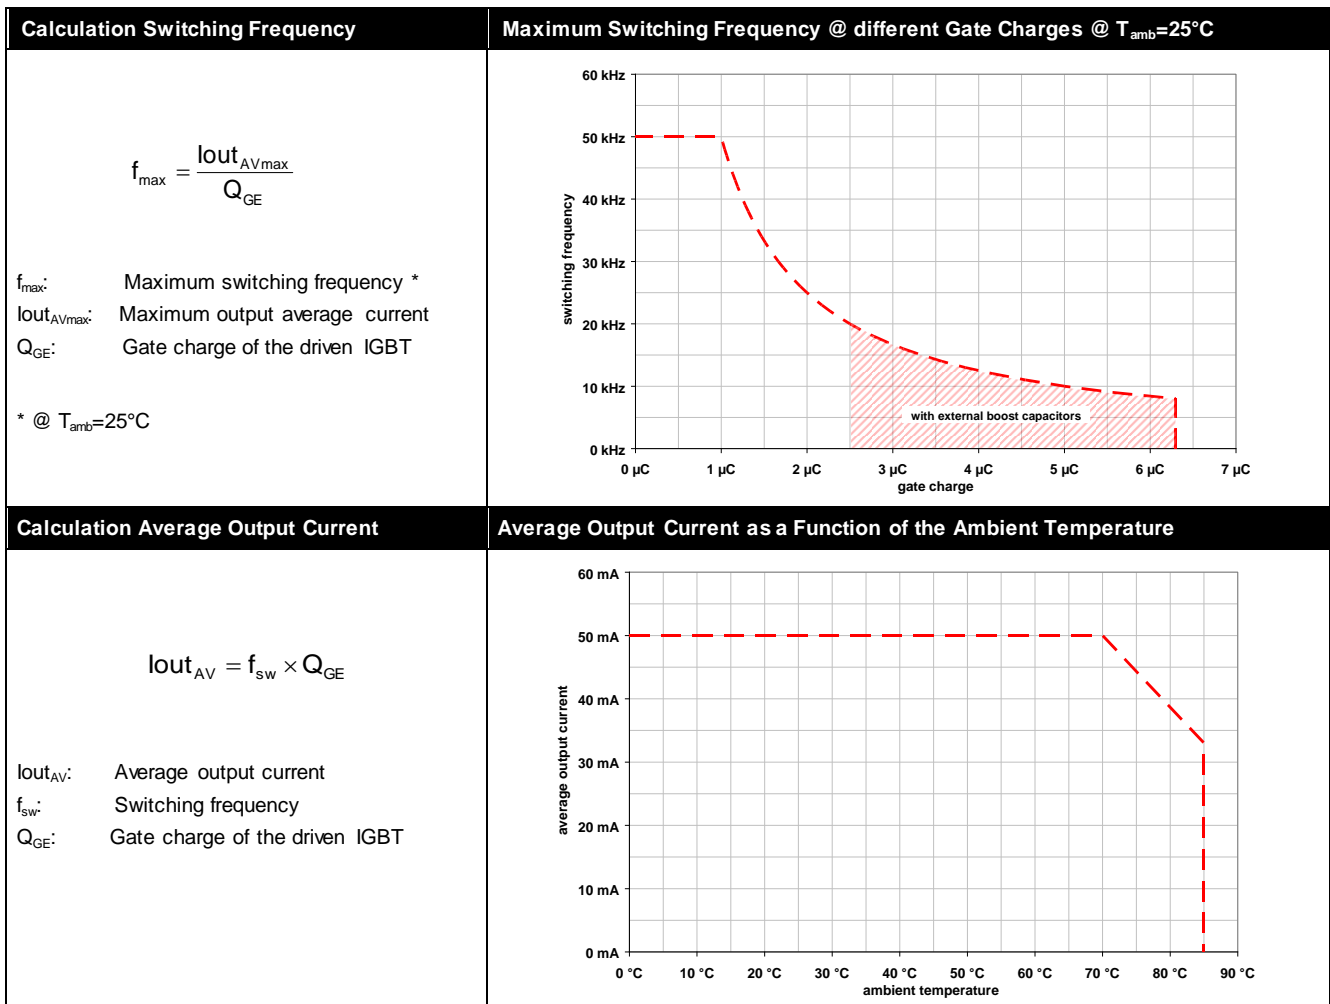 Calculation Switching Frequency
Maximum Switching Frequency @ different Gate Charges @ Tamb=25°C
fmax = IoutAVmax / QGE
fmax: Maximum switching frequency *
IoutAVmax: Maximum output average current
QGE: Gate charge of the driven IGBT
* @ Tamb=25°C
60 kHz
50 kHz
40 kHz
30 kHz
20 kHz
10 kHz
0 kHz
switching frequency
with external boost capacitors
0 µC 1 µC 2 µC 3 µC 4 µC 5 µC 6 µC 7 µC
gate charge
Calculation Average Output Current
Average Output Current as a Function of the Ambient Temperature
IoutAV = fsw × QGE
IoutAV: Average output current
fsw: Switching frequency
QGE: Gate charge of the driven IGBT
60 mA
50 mA
40 mA
30 mA
20 mA
10 mA
0 mA
average output current
0 °C 10 °C 20 °C 30 °C 40 °C 50 °C 60 °C 70 °C 80 °C 90 °C
ambient temperature